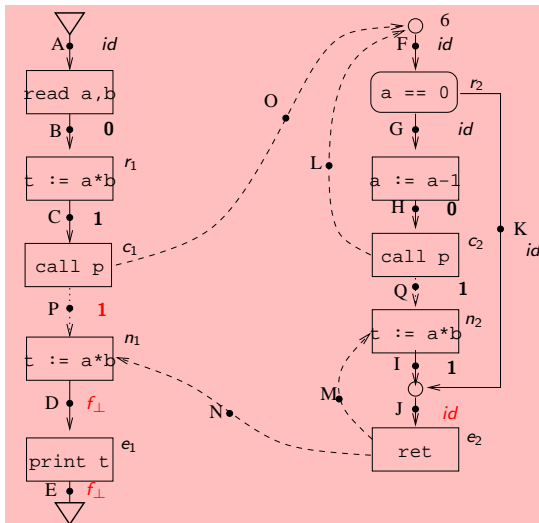 A id
read a,b
B 0
r1
t := a*b
C 1
c1
call p
P 1
n1
t := a*b
D f⊥
e1
print t
E f⊥
O
L
N
M
6
F id
r2
a == 0
G id
K
id
a := a-1
H 0
c2
call p
Q 1
n2
t := a*b
I 1
J id
e2
ret